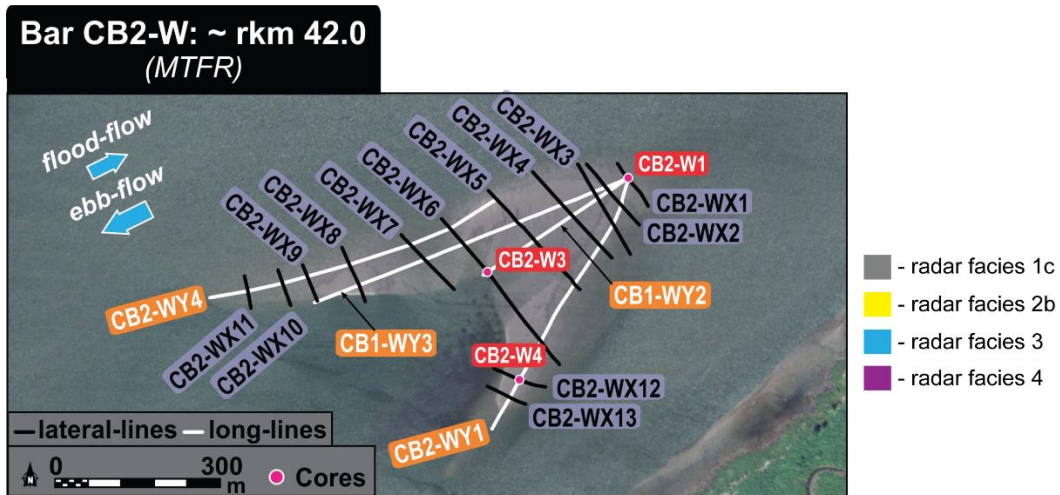 Bar CB2-W: ~ rkm 42.0
(MTFR)
flood-flow
ebb-flow
CB2-WX3
CB2-WX4
CB2-WX5
CB2-WX6
CB2-WX7
CB2-WX8
CB2-WX9
CB2-W1
CB2-WX1
CB2-WX2
CB2-W3
CB1-WY2
CB2-WY4
CB1-WY3
CB2-WX11
CB2-WX10
CB2-W4
CB2-WX12
CB2-WX13
CB2-WY1
lateral-lines long-lines
N
0 300
m
Cores
- radar facies 1c
- radar facies 2b
- radar facies 3
- radar facies 4